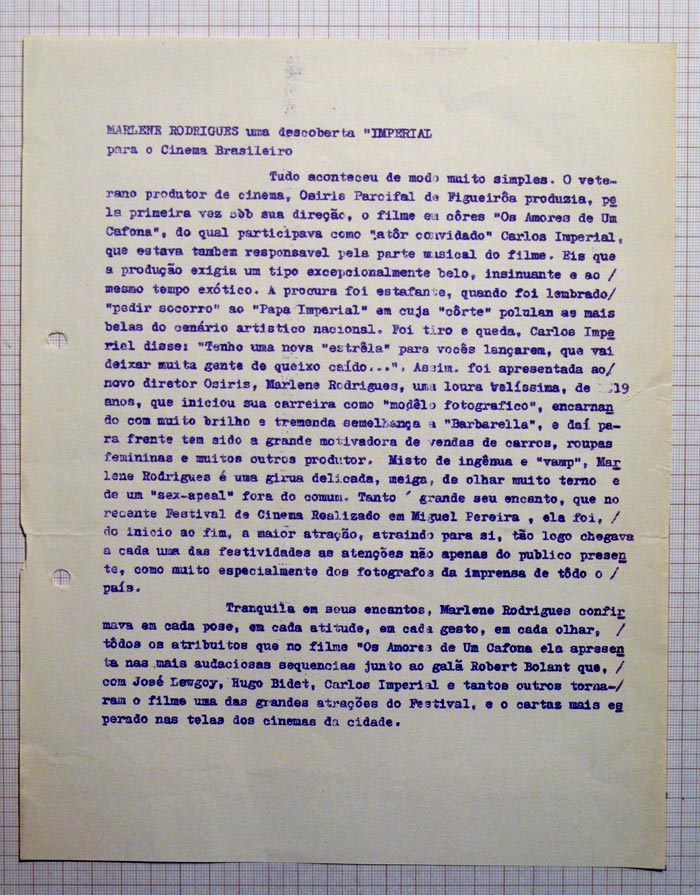 MARLENE RODRIGUES uma descoberta "IMPERIAL
para o Cinema Brasileiro
Tudo aconteceu de modo muito simples. O vete-
rano produtor de cinema, Osiris Parcifal de Figueirôa produzia, pe
la primeira vez sob sua direção, o filme em côres "Os Amores de Um
Cafona", do qual participava como "atôr convidado" Carlos Imperial,
que estava tambem responsavel pela parte musical do filme. Eis que
a produção exigia um tipo excepcionalmente belo, insinuante e ao /
mesmo tempo exótico. A procura foi estafante, quando foi lembrado/
"pedir socorro" ao "Papa Imperial" em cuja "côrte" polulan as mais
belas do cenário artistico nacional. Foi tiro e queda, Carlos Impe
rial disse: "Tenho uma nova "estrêla" para vocês lançarem, que vai
deixar muita gente de queixo caído...". Assim. foi apresentada ao/
novo diretor Osiris, Marlene Rodrigues, uma loura belíssima, de 19
anos, que iniciou sua carreira como "modêlo fotografico", encarnan
do com muito brilho e tremenda semelhança a "Barbarella", e daí pa-
ra frente tem sido a grande motivadora de vendas de carros, roupas
femininas e muitos outros produtor. Misto de ingênua e "vamp", Mar
lene Rodrigues é uma girua delicada, meiga, de olhar muito terno e
de um "sex-apeal" fora do comum. Tanto ´ grande seu encanto, que no
recente Festival de Cinema Realizado em Miguel Pereira , ela foi, /
do inicio ao fim, a maior atração, atraindo para si, tão logo chegava
a cada uma das festividades as atenções não apenas do publico presen
te, como muito especialmente dos fotografos da imprensa de tôdo o /
país.
Tranquila em seus encantos, Marlene Rodrigues confir
mava em cada pose, em cada atitude, em cada gesto, em cada olhar, /
tôdos os atribuitos que no filme "Os Amores de Um Cafona ela apresen
ta nas mais audaciosas sequencias junto ao galã Robert Bolant que, /
com José Lewgoy, Hugo Bidet, Carlos Imperial e tantos outros torna-/
ram o filme uma das grandes atrações do Festival, e o cartaz mais es
perado nas telas dos cinemas da cidade.